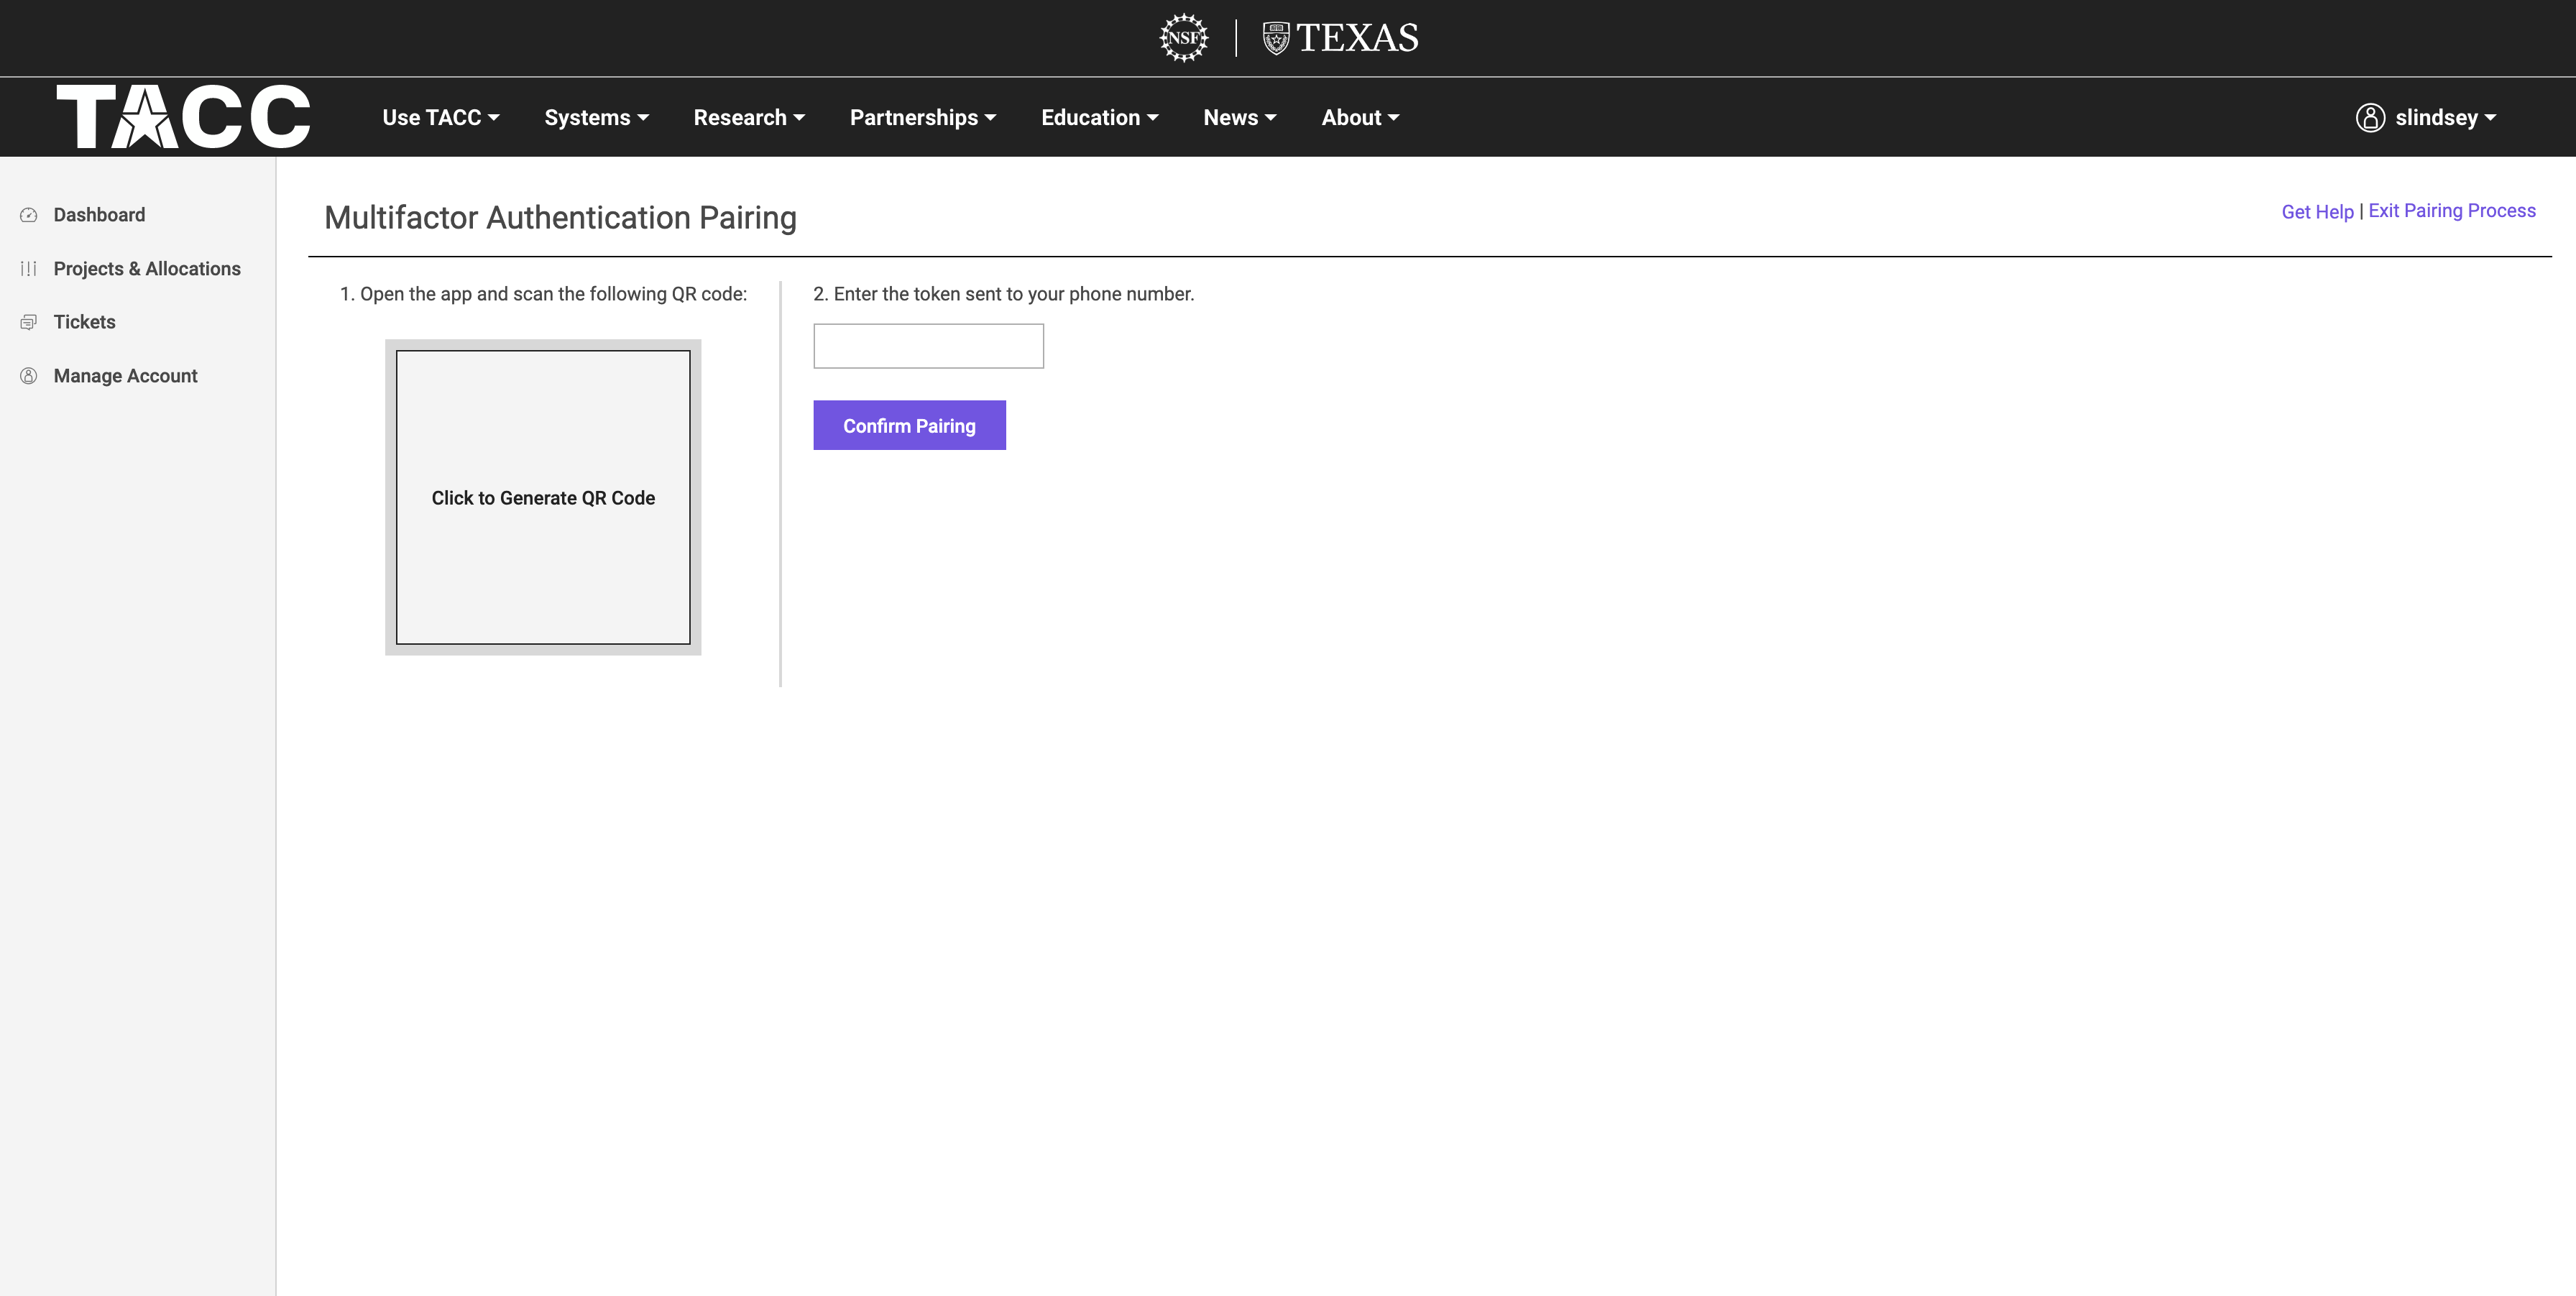 NSF TEXAS
TACC Use TACC Systems Research Partnerships Education News About slindsey
Dashboard
Projects & Allocations
Tickets
Manage Account
Multifactor Authentication Pairing
Get Help | Exit Pairing Process
1. Open the app and scan the following QR code:
Click to Generate QR Code
2. Enter the token sent to your phone number.
Confirm Pairing